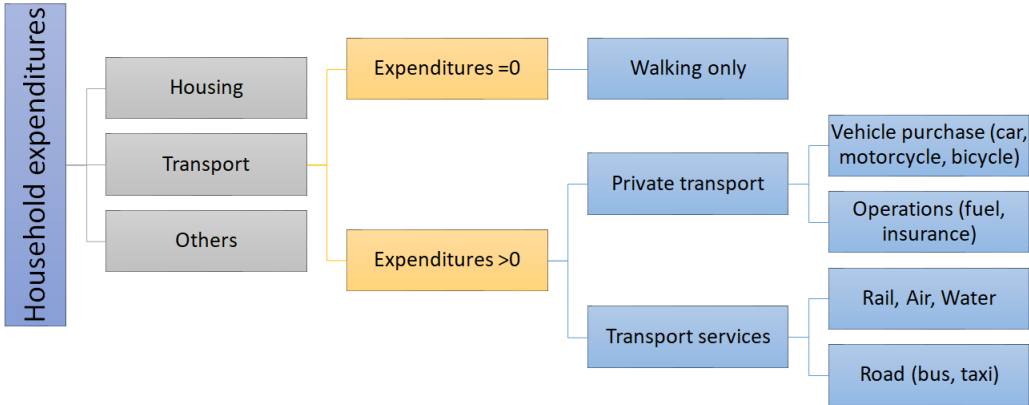 Household expenditures
Housing
Transport
Others
Expenditures =0
Expenditures >0
Walking only
Private transport
Transport services
Vehicle purchase (car,
motorcycle, bicycle)
Operations (fuel,
insurance)
Rail, Air, Water
Road (bus, taxi)